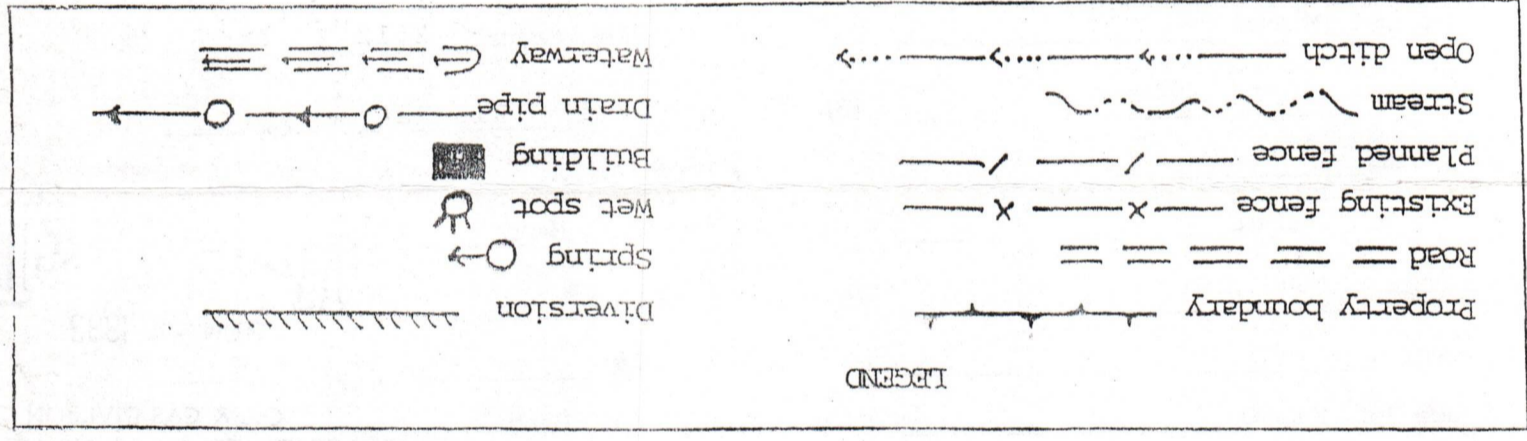 LEGEND
Property boundary
Road
Existing fence
Planned fence
Stream
Open ditch
Diversion
Spring
Wet spot
Building
Drain pipe
Waterway